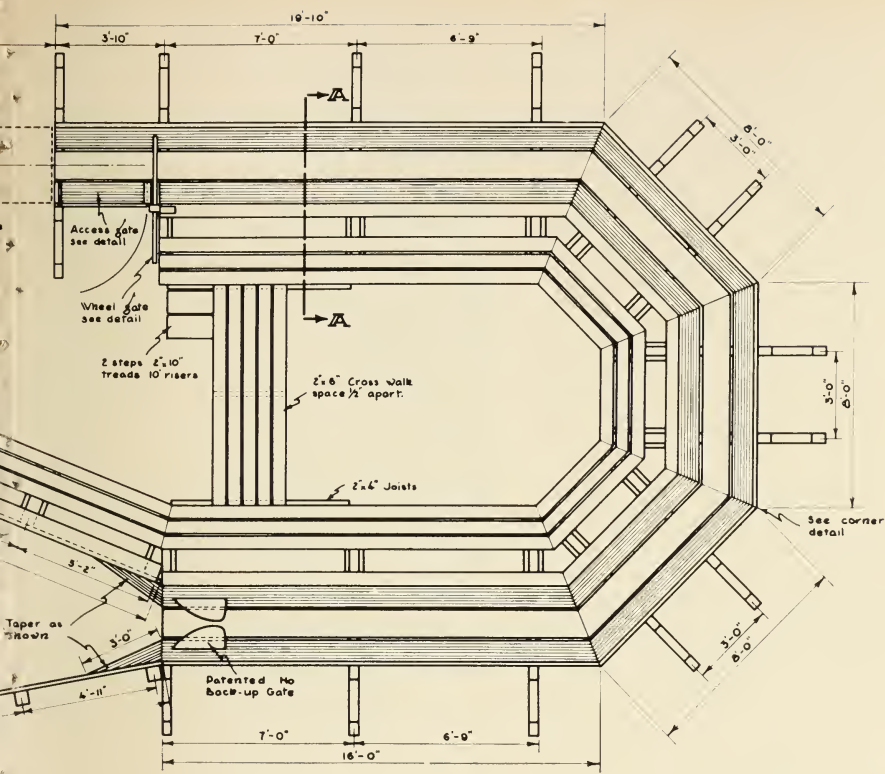 19'-10"
3'-10"
7'-0"
6'-9"
A
8'-0"
3'-0"
Access gate
see detail
Wheel gate
see detail
A
2 steps 2"x10"
treads 10" risers
2"x6" Cross walk
space 1/2" apart.
3'-0"
8'-0"
2"x4" Joists
See corner
detail
3'-2"
Taper as
shown
3'-0"
4'-11"
Patented No
Back-up Gate
3'-0"
8'-0"
7'-0"
6'-9"
16'-0"